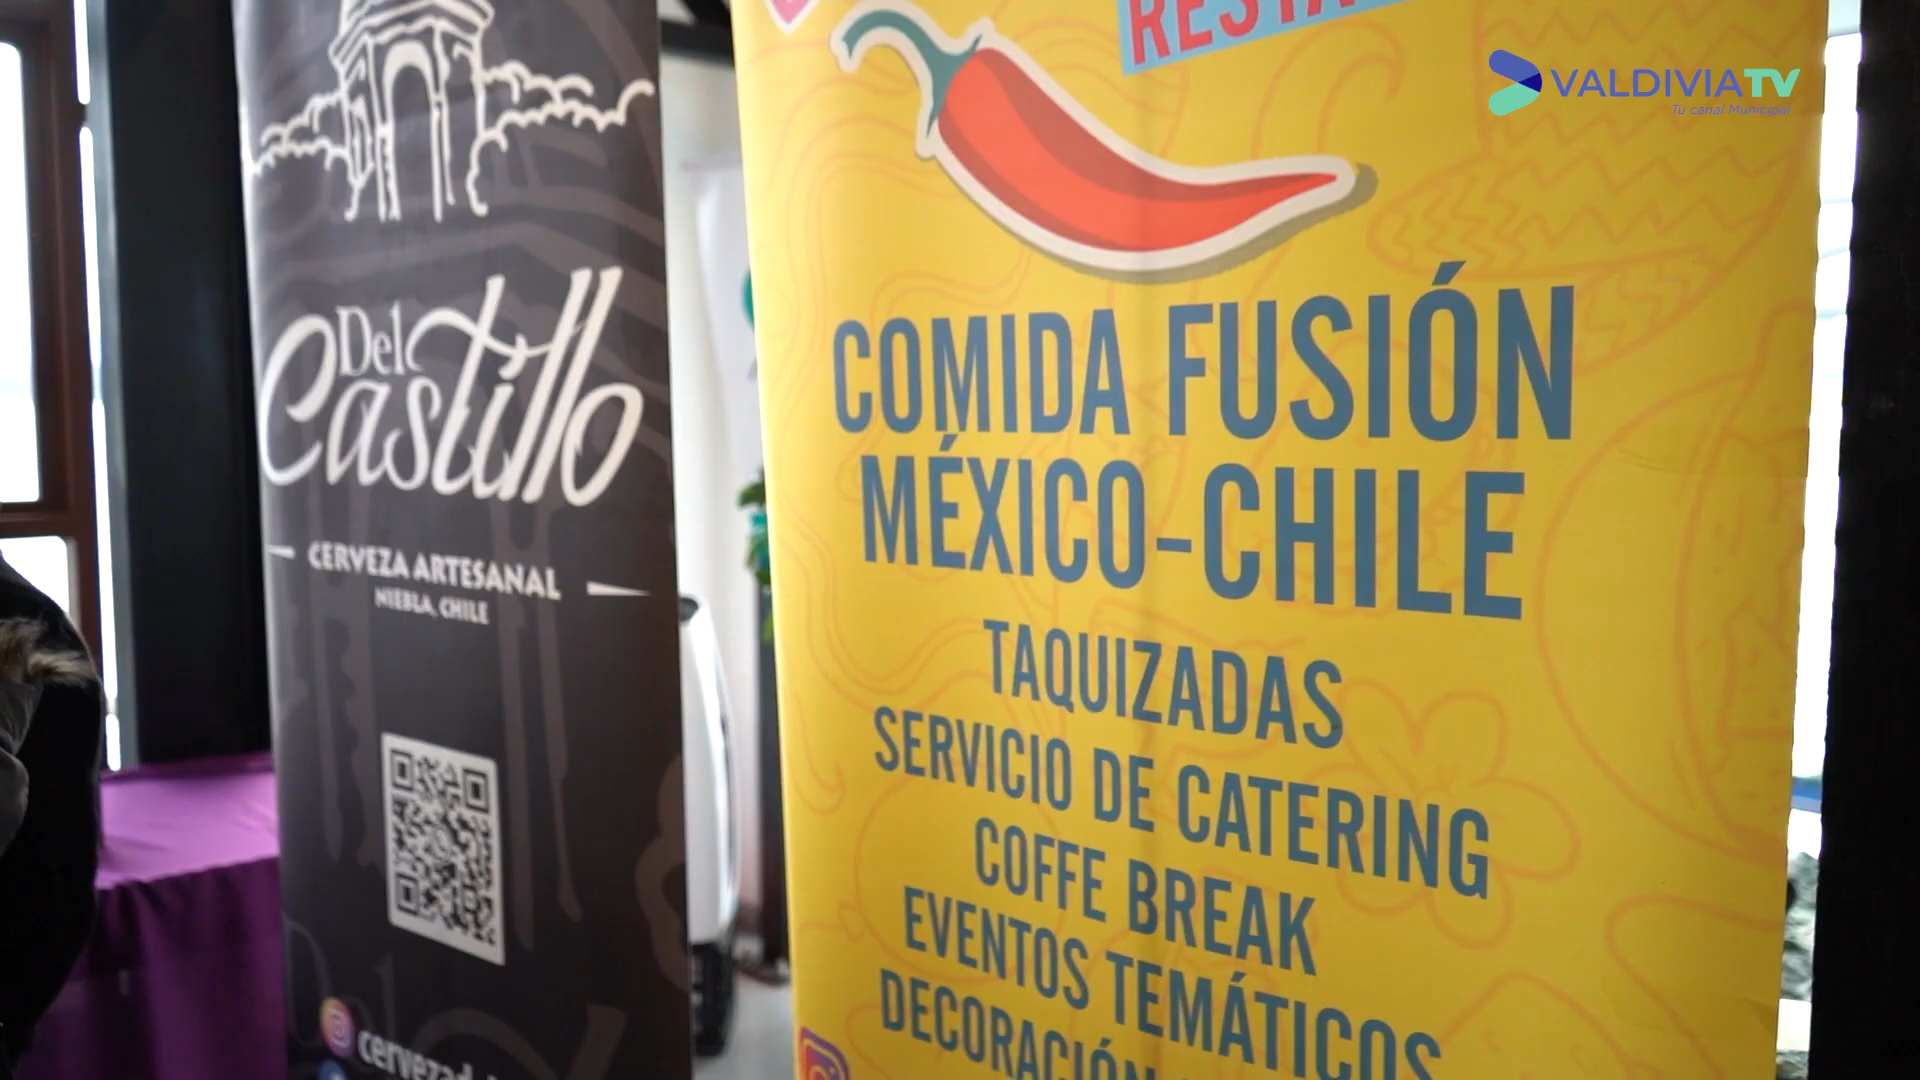 VALDIVIATV
Tu canal Municipal
Del
Castillo
CERVEZA ARTESANAL
NIEBLA, CHILE
COMIDA FUSIÓN
MÉXICO-CHILE
TAQUIZADAS
SERVICIO DE CATERING
COFFE BREAK
EVENTOS TEMÁTICOS
DECORACIÓN